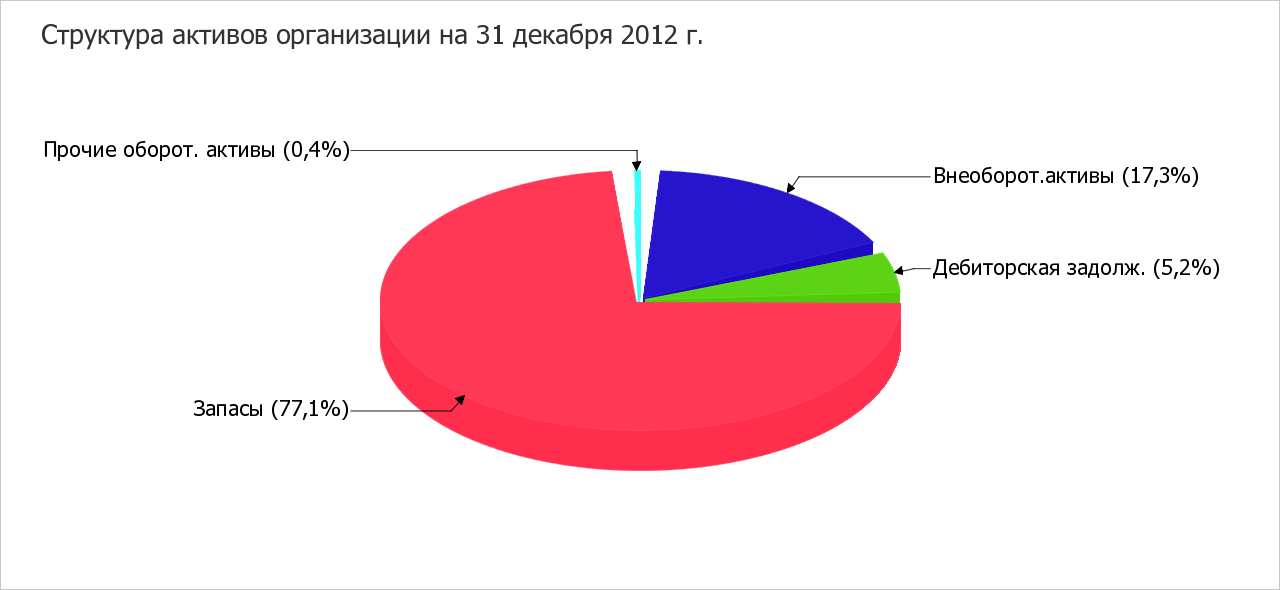 Структура активов организации на 31 декабря 2012 г.
Прочие оборот. активы (0,4%)
Внеоборот.активы (17,3%)
Дебиторская задолж. (5,2%)
Запасы (77,1%)